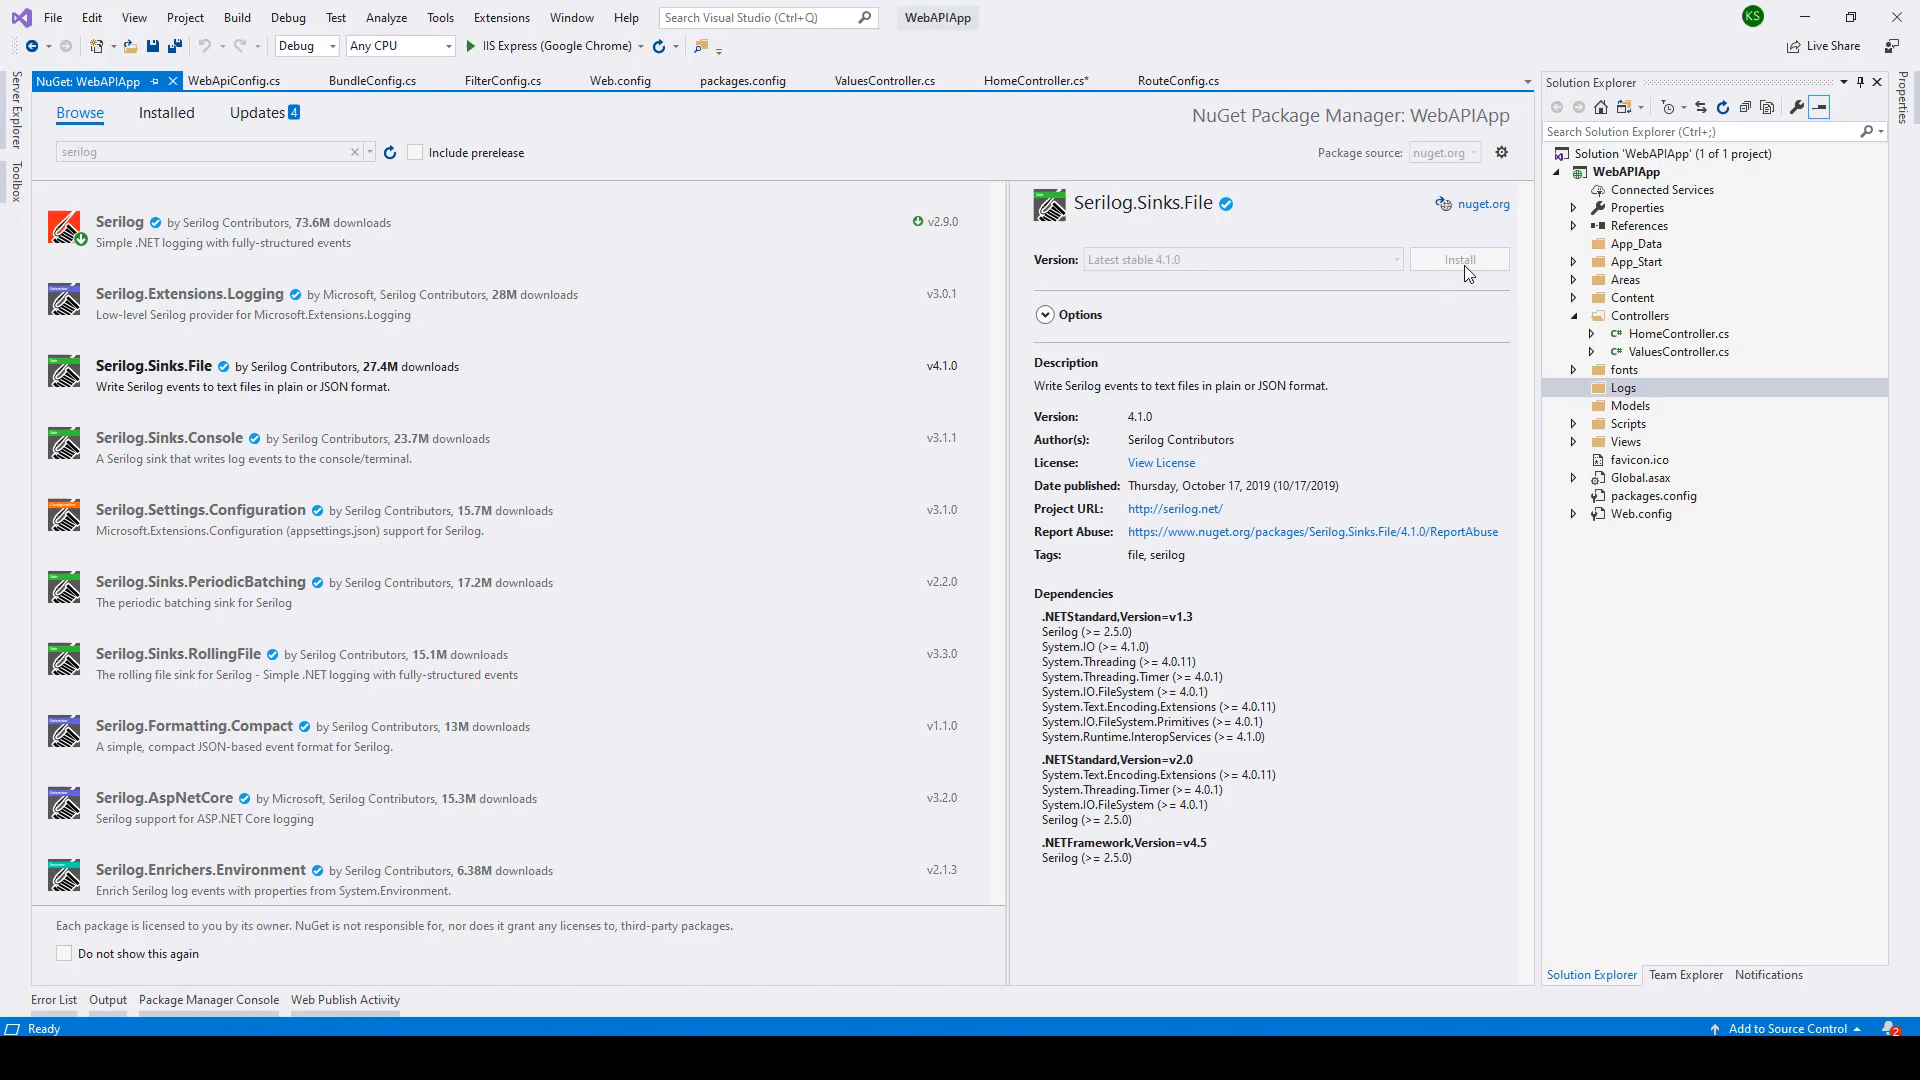 File Edit View Project Build Debug Test Analyze Tools Extensions Window Help Search Visual Studio (Ctrl+Q) WebAPIApp KS
Debug Any CPU IIS Express (Google Chrome) Live Share
NuGet: WebAPIApp WebApiConfig.cs BundleConfig.cs FilterConfig.cs Web.config packages.config ValuesController.cs HomeController.cs* RouteConfig.cs
Server Explorer
Toolbox
Browse Installed Updates 4
NuGet Package Manager: WebAPIApp
serilog Include prerelease
Package source: nuget.org
Serilog by Serilog Contributors, 73.6M downloads v2.9.0
Simple .NET logging with fully-structured events
Serilog.Extensions.Logging by Microsoft, Serilog Contributors, 28M downloads v3.0.1
Low-level Serilog provider for Microsoft.Extensions.Logging
Serilog.Sinks.File by Serilog Contributors, 27.4M downloads v4.1.0
Write Serilog events to text files in plain or JSON format.
Serilog.Sinks.Console by Serilog Contributors, 23.7M downloads v3.1.1
A Serilog sink that writes log events to the console/terminal.
Serilog.Settings.Configuration by Serilog Contributors, 15.7M downloads v3.1.0
Microsoft.Extensions.Configuration (appsettings.json) support for Serilog.
Serilog.Sinks.PeriodicBatching by Serilog Contributors, 17.2M downloads v2.2.0
The periodic batching sink for Serilog
Serilog.Sinks.RollingFile by Serilog Contributors, 15.1M downloads v3.3.0
The rolling file sink for Serilog - Simple .NET logging with fully-structured events
Serilog.Formatting.Compact by Serilog Contributors, 13M downloads v1.1.0
A simple, compact JSON-based event format for Serilog.
Serilog.AspNetCore by Microsoft, Serilog Contributors, 15.3M downloads v3.2.0
Serilog support for ASP.NET Core logging
Serilog.Enrichers.Environment by Serilog Contributors, 6.38M downloads v2.1.3
Enrich Serilog log events with properties from System.Environment.
Each package is licensed to you by its owner. NuGet is not responsible for, nor does it grant any licenses to, third-party packages.
Do not show this again
Serilog.Sinks.File nuget.org
Version: Latest stable 4.1.0 Install
Options
Description
Write Serilog events to text files in plain or JSON format.
Version: 4.1.0
Author(s): Serilog Contributors
License: View License
Date published: Thursday, October 17, 2019 (10/17/2019)
Project URL: http://serilog.net/
Report Abuse: https://www.nuget.org/packages/Serilog.Sinks.File/4.1.0/ReportAbuse
Tags: file, serilog
Dependencies
.NETStandard,Version=v1.3
Serilog (>= 2.5.0)
System.IO (>= 4.1.0)
System.Threading (>= 4.0.11)
System.Threading.Timer (>= 4.0.1)
System.IO.FileSystem (>= 4.0.1)
System.Text.Encoding.Extensions (>= 4.0.11)
System.IO.FileSystem.Primitives (>= 4.0.1)
System.Runtime.InteropServices (>= 4.1.0)
.NETStandard,Version=v2.0
System.Text.Encoding.Extensions (>= 4.0.11)
System.Threading.Timer (>= 4.0.1)
System.IO.FileSystem (>= 4.0.1)
Serilog (>= 2.5.0)
.NETFramework,Version=v4.5
Serilog (>= 2.5.0)
Solution Explorer
Search Solution Explorer (Ctrl+;)
Solution 'WebAPIApp' (1 of 1 project)
WebAPIApp
Connected Services
Properties
References
App_Data
App_Start
Areas
Content
Controllers
C# HomeController.cs
C# ValuesController.cs
fonts
Logs
Models
Scripts
Views
favicon.ico
Global.asax
packages.config
Web.config
Solution Explorer Team Explorer Notifications
Properties
Error List Output Package Manager Console Web Publish Activity
Ready Add to Source Control 2